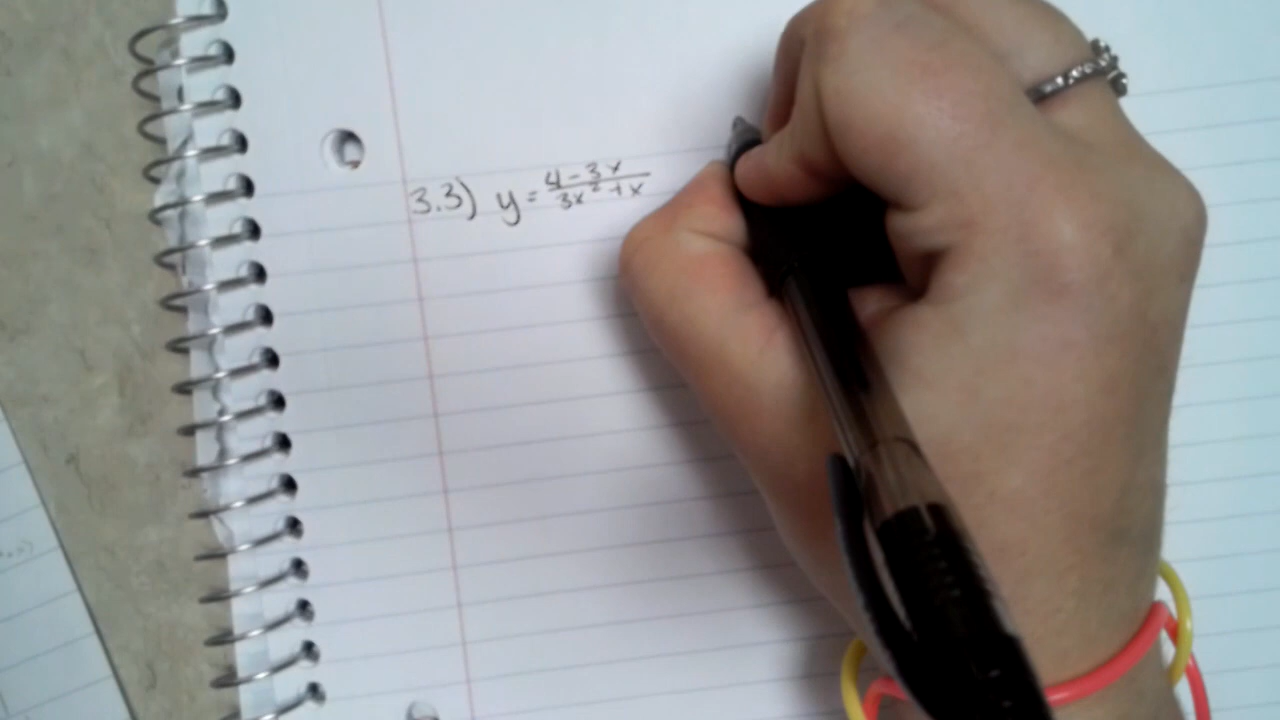 3.3) y = 4-3x / 3x²+x